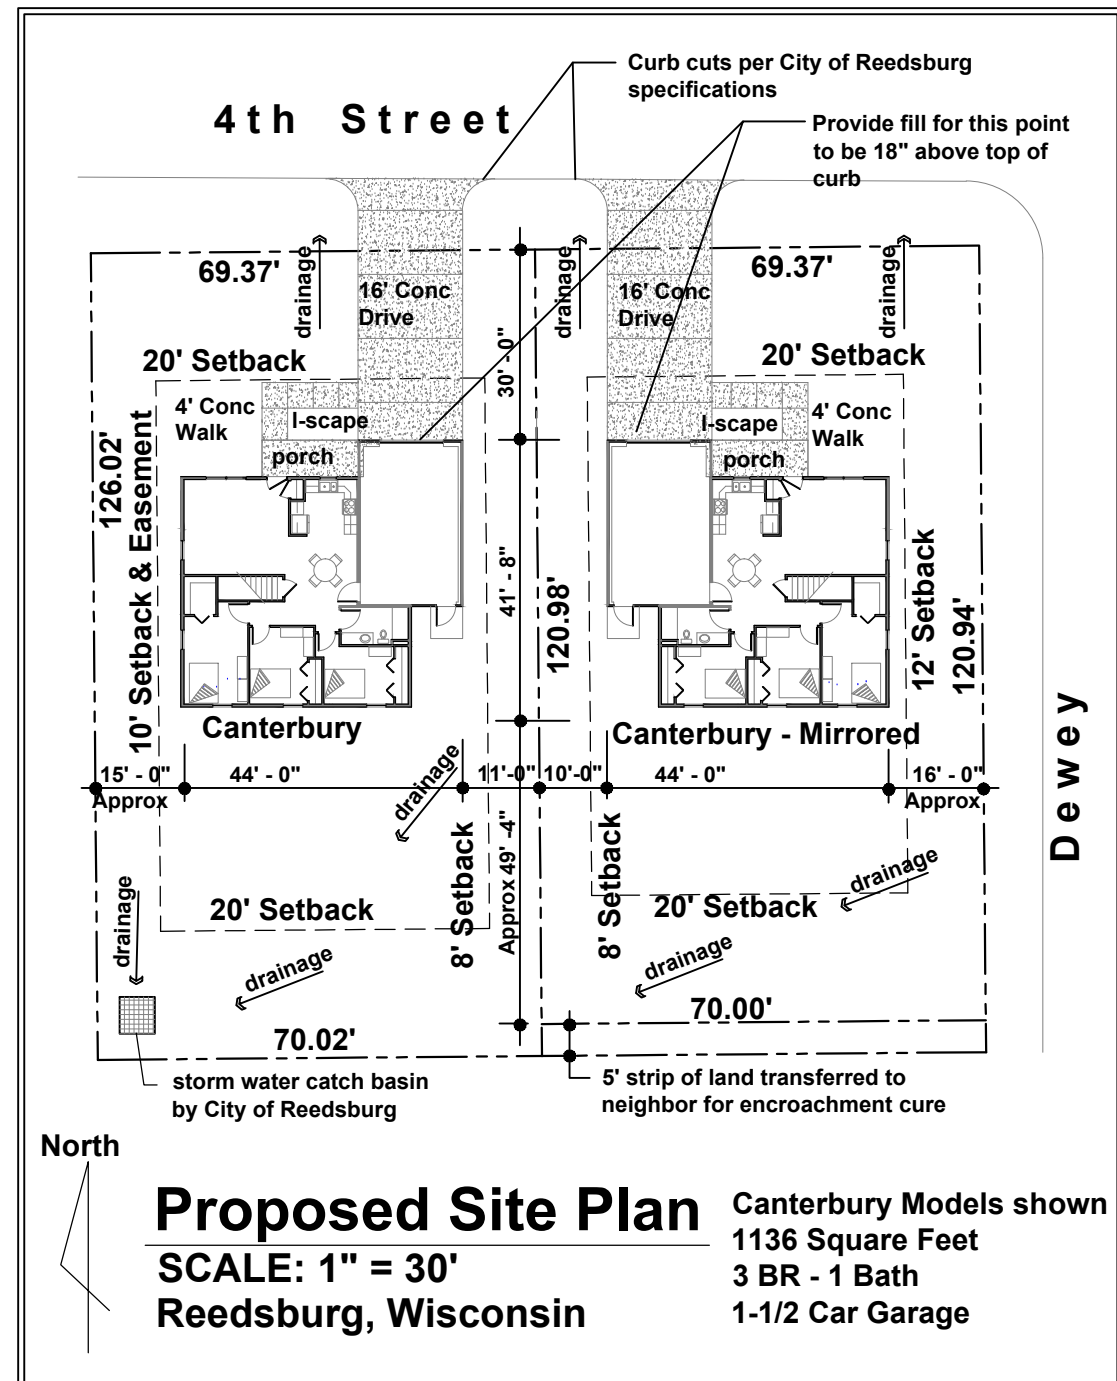 Curb cuts per City of Reedsburg
specifications
4th Street
Provide fill for this point
to be 18" above top of
curb
drainage
drainage
drainage
69.37'
69.37'
16' Conc
Drive
16' Conc
Drive
30' - 0"
20' Setback
20' Setback
4' Conc
Walk
l-scape
porch
l-scape
porch
4' Conc
Walk
126.02'
10' Setback & Easement
41' - 8"
120.98'
12' Setback
120.94'
Dewey
Canterbury
Canterbury - Mirrored
15' - 0"
Approx
44' - 0"
11'-0"
10'-0"
44' - 0"
16' - 0"
Approx
drainage
8' Setback
Approx 49' -4"
8' Setback
drainage
20' Setback
20' Setback
drainage
drainage
drainage
70.02'
70.00'
storm water catch basin
by City of Reedsburg
5' strip of land transferred to
neighbor for encroachment cure
North
Proposed Site Plan
SCALE: 1" = 30'
Reedsburg, Wisconsin
Canterbury Models shown
1136 Square Feet
3 BR - 1 Bath
1-1/2 Car Garage